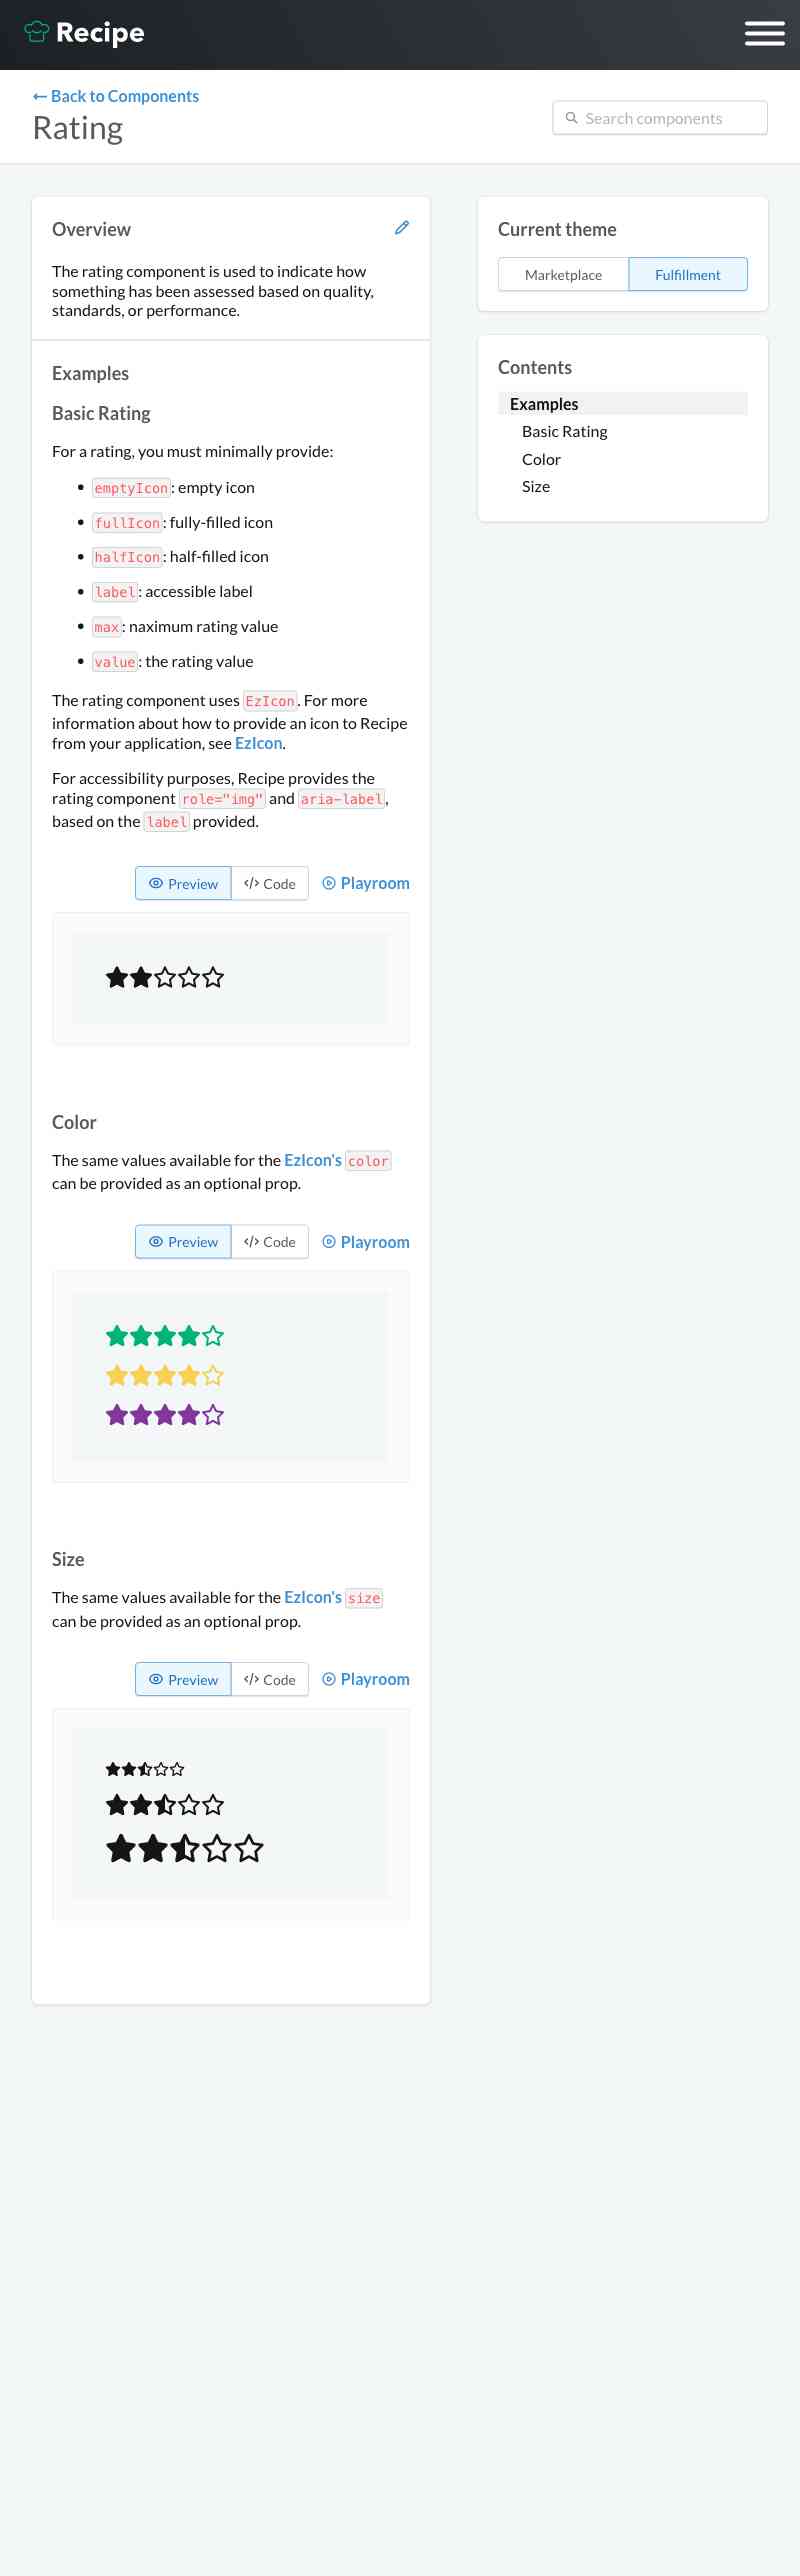 Recipe
← Back to Components
Rating
Search components
Overview
The rating component is used to indicate how
something has been assessed based on quality,
standards, or performance.
Examples
Basic Rating
For a rating, you must minimally provide:
• emptyIcon: empty icon
• fullIcon: fully-filled icon
• halfIcon: half-filled icon
• label: accessible label
• max: naximum rating value
• value: the rating value
The rating component uses EzIcon. For more
information about how to provide an icon to Recipe
from your application, see EzIcon.
For accessibility purposes, Recipe provides the
rating component role="img" and aria-label,
based on the label provided.
Preview </> Code Playroom
Color
The same values available for the EzIcon's color
can be provided as an optional prop.
Preview </> Code Playroom
Size
The same values available for the EzIcon's size
can be provided as an optional prop.
Preview </> Code Playroom
Current theme
Marketplace Fulfillment
Contents
Examples
Basic Rating
Color
Size